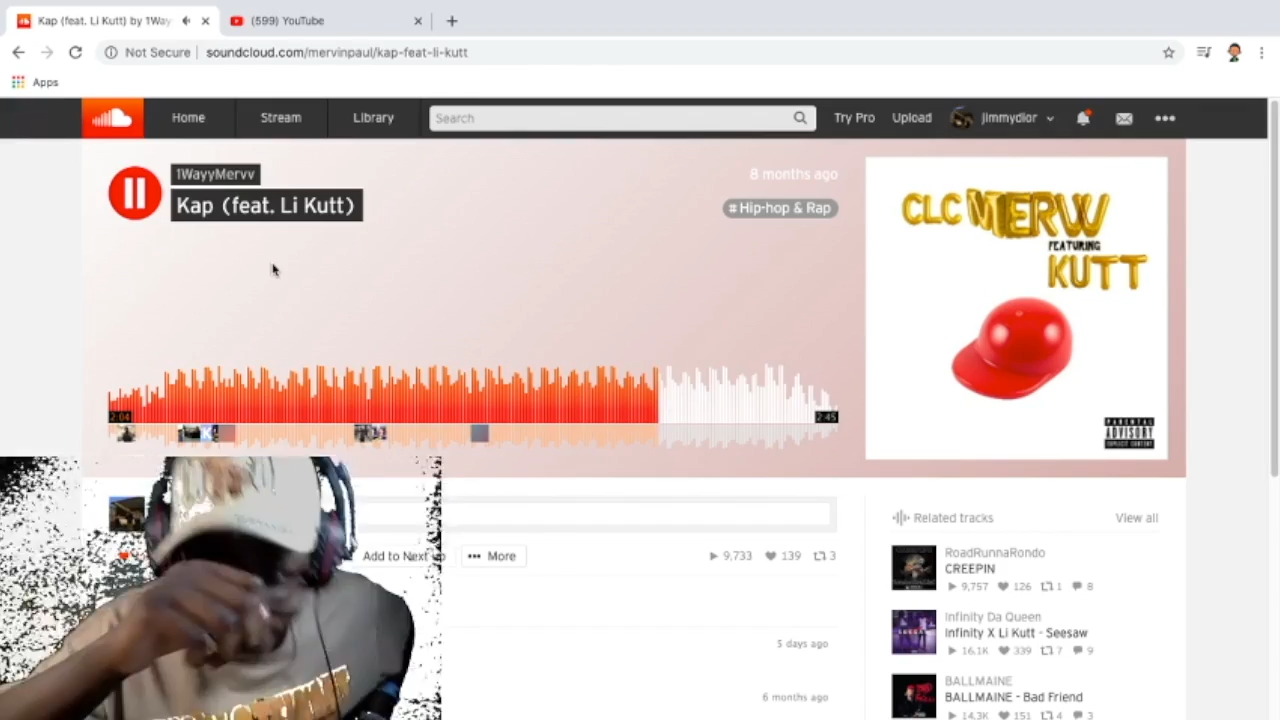 Kap (feat. Li Kutt) by 1Way
(599) YouTube
Not Secure
soundcloud.com/mervinpaul/kap-feat-li-kutt
Apps
Home
Stream
Library
Search
Try Pro
Upload
jimmydior
1WayyMervv
8 months ago
Kap (feat. Li Kutt)
# Hip-hop & Rap
CLC MERW
FEATURING
KUTT
2:04
2:45
K
PARENTAL
ADVISORY
EXPLICIT CONTENT
Related tracks
View all
Add to Next up
More
9,733
139
3
RoadRunnaRondo
CREEPIN
9,757
126
1
8
Infinity Da Queen
Infinity X Li Kutt - Seesaw
16.1K
339
7
9
5 days ago
BALLMAINE
BALLMAINE - Bad Friend
6 months ago
14.3K
151
4
3